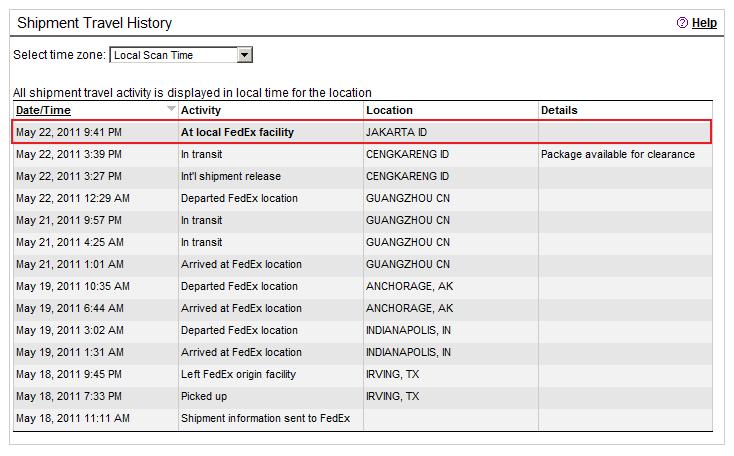 Shipment Travel History
Help
Select time zone: Local Scan Time
All shipment travel activity is displayed in local time for the location
Date/Time Activity Location Details
May 22, 2011 9:41 PM At local FedEx facility JAKARTA ID
May 22, 2011 3:39 PM In transit CENGKARENG ID Package available for clearance
May 22, 2011 3:27 PM Int'l shipment release CENGKARENG ID
May 22, 2011 12:29 AM Departed FedEx location GUANGZHOU CN
May 21, 2011 9:57 PM In transit GUANGZHOU CN
May 21, 2011 4:25 AM In transit GUANGZHOU CN
May 21, 2011 1:01 AM Arrived at FedEx location GUANGZHOU CN
May 19, 2011 10:35 AM Departed FedEx location ANCHORAGE, AK
May 19, 2011 6:44 AM Arrived at FedEx location ANCHORAGE, AK
May 19, 2011 3:02 AM Departed FedEx location INDIANAPOLIS, IN
May 19, 2011 1:31 AM Arrived at FedEx location INDIANAPOLIS, IN
May 18, 2011 9:45 PM Left FedEx origin facility IRVING, TX
May 18, 2011 7:33 PM Picked up IRVING, TX
May 18, 2011 11:11 AM Shipment information sent to FedEx